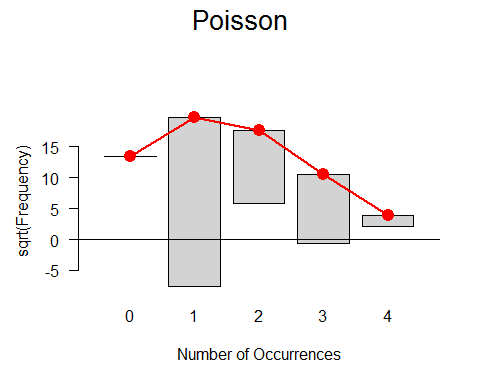 Poisson
sqrt(Frequency)
15
10
5
0
-5
0 1 2 3 4
Number of Occurrences